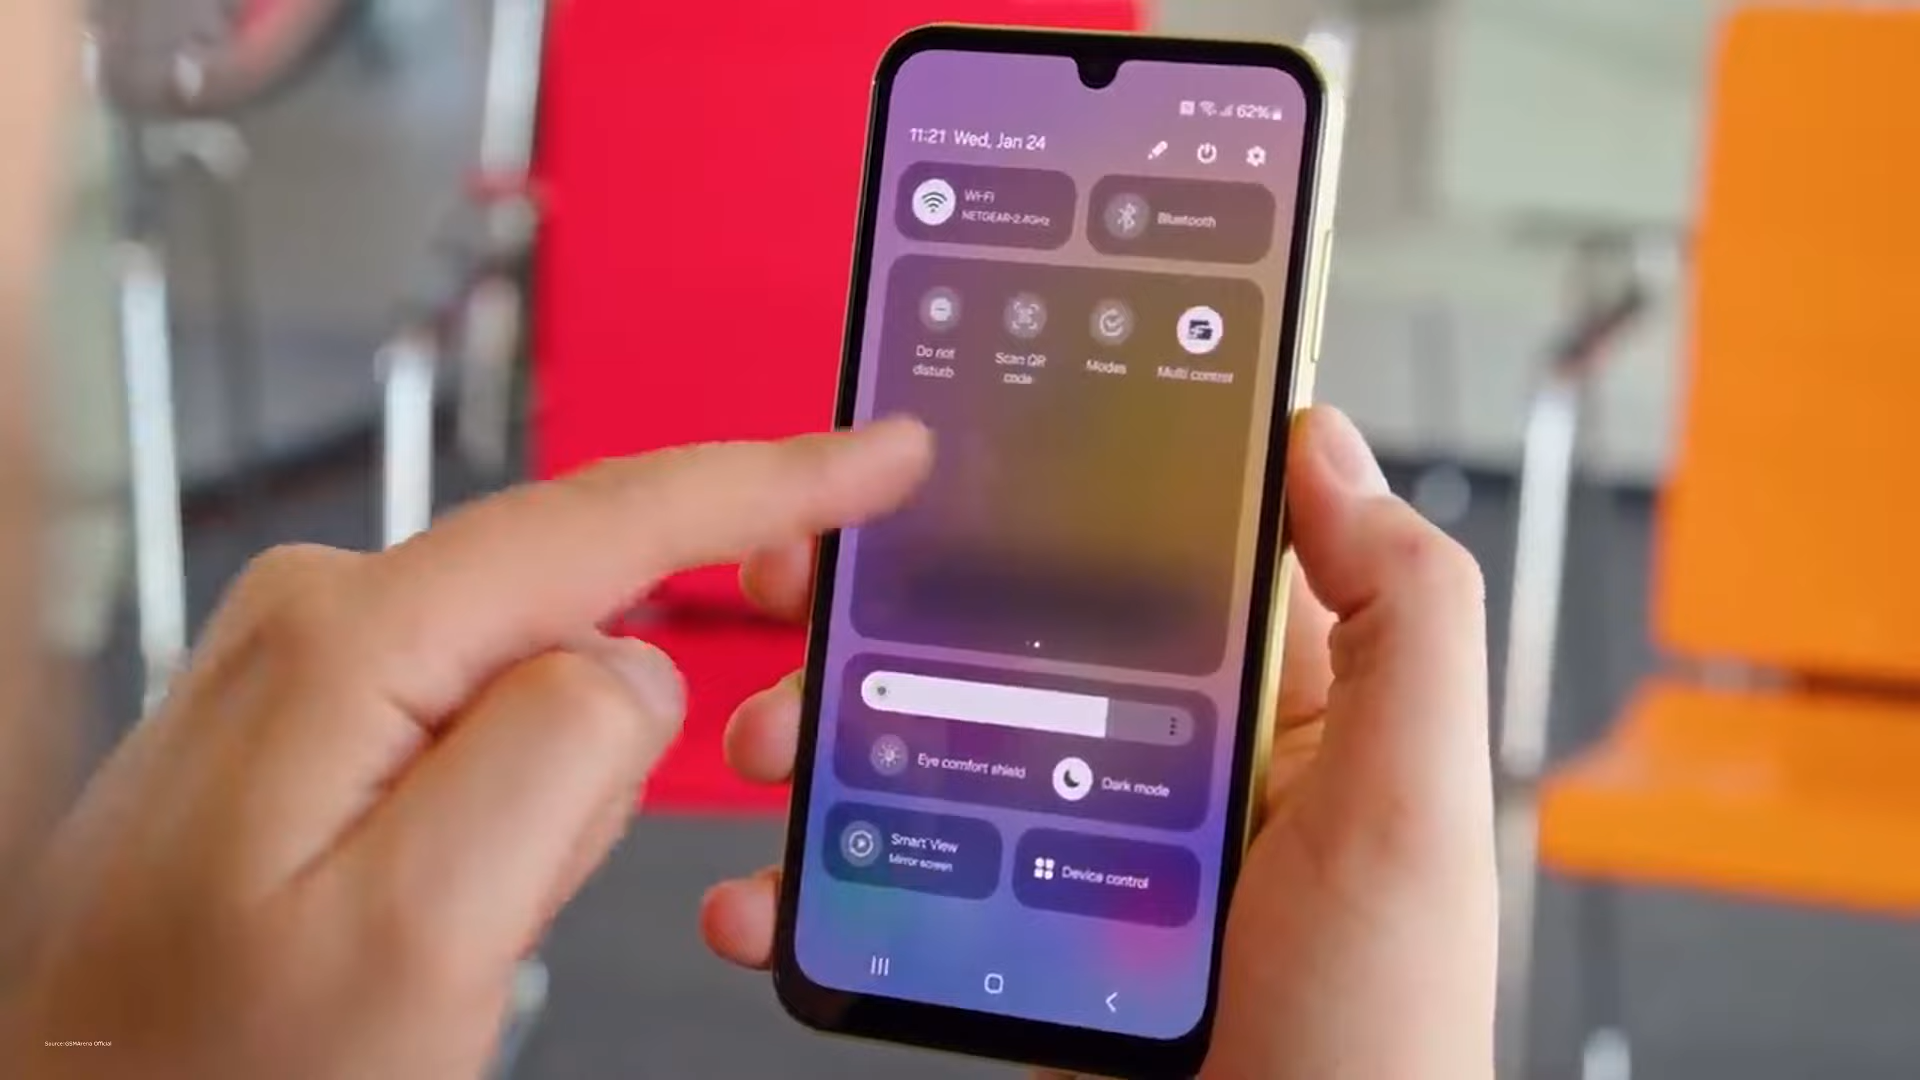 62%
11:21 Wed, Jan 24
Wi-Fi
NETGEAR-2.4GHz
Bluetooth
Do not
disturb
Scan QR
code
Modes
Multi control
Eye comfort shield
Dark mode
Smart View
Mirror screen
Device control
Source:GSMArena Official